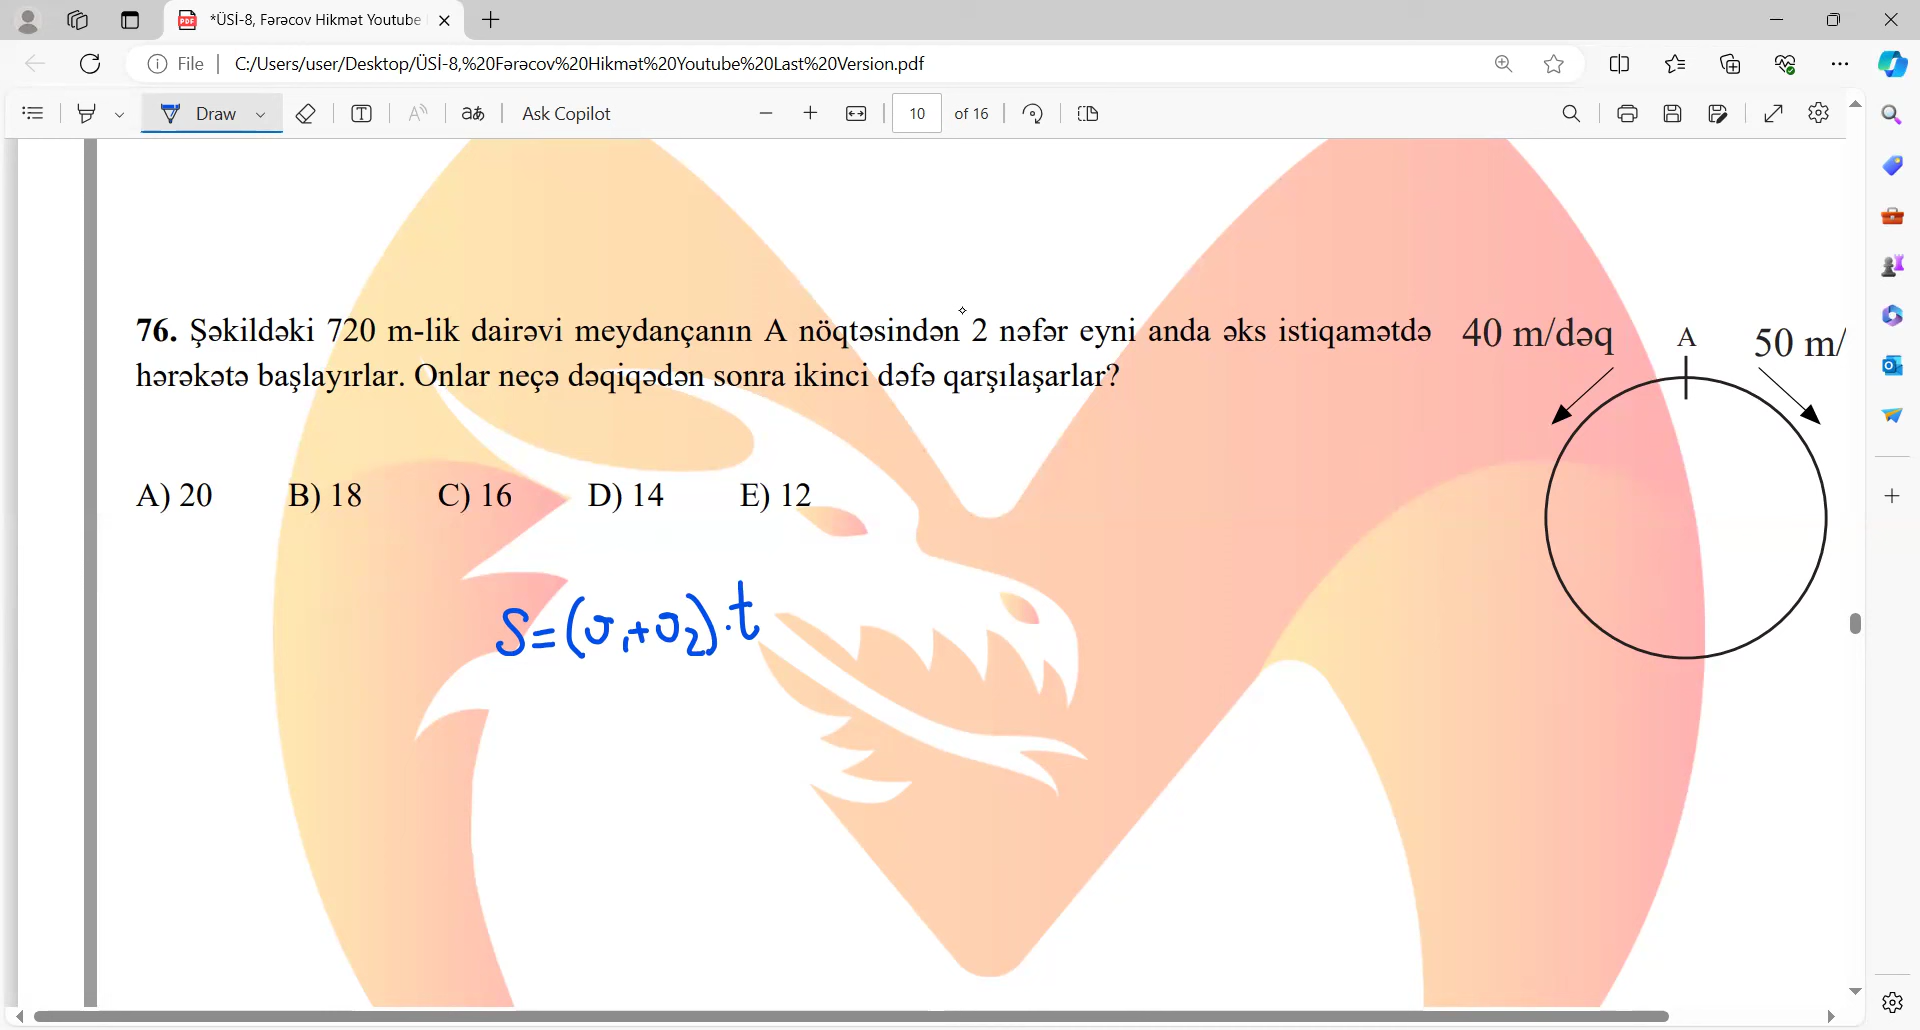 *ÜSİ-8, Fərəcov Hikmət Youtube
File
C:/Users/user/Desktop/ÜSİ-8,%20Fərəcov%20Hikmət%20Youtube%20Last%20Version.pdf
Draw
aあ
Ask Copilot
10 of 16
76. Şəkildəki 720 m-lik dairəvi meydançanın A nöqtəsindən 2 nəfər eyni anda əks istiqamətdə
hərəkətə başlayırlar. Onlar neçə dəqiqədən sonra ikinci dəfə qarşılaşarlar?
40 m/dəq A 50 m/
A) 20 B) 18 C) 16 D) 14 E) 12
S=(υ₁+υ₂).t